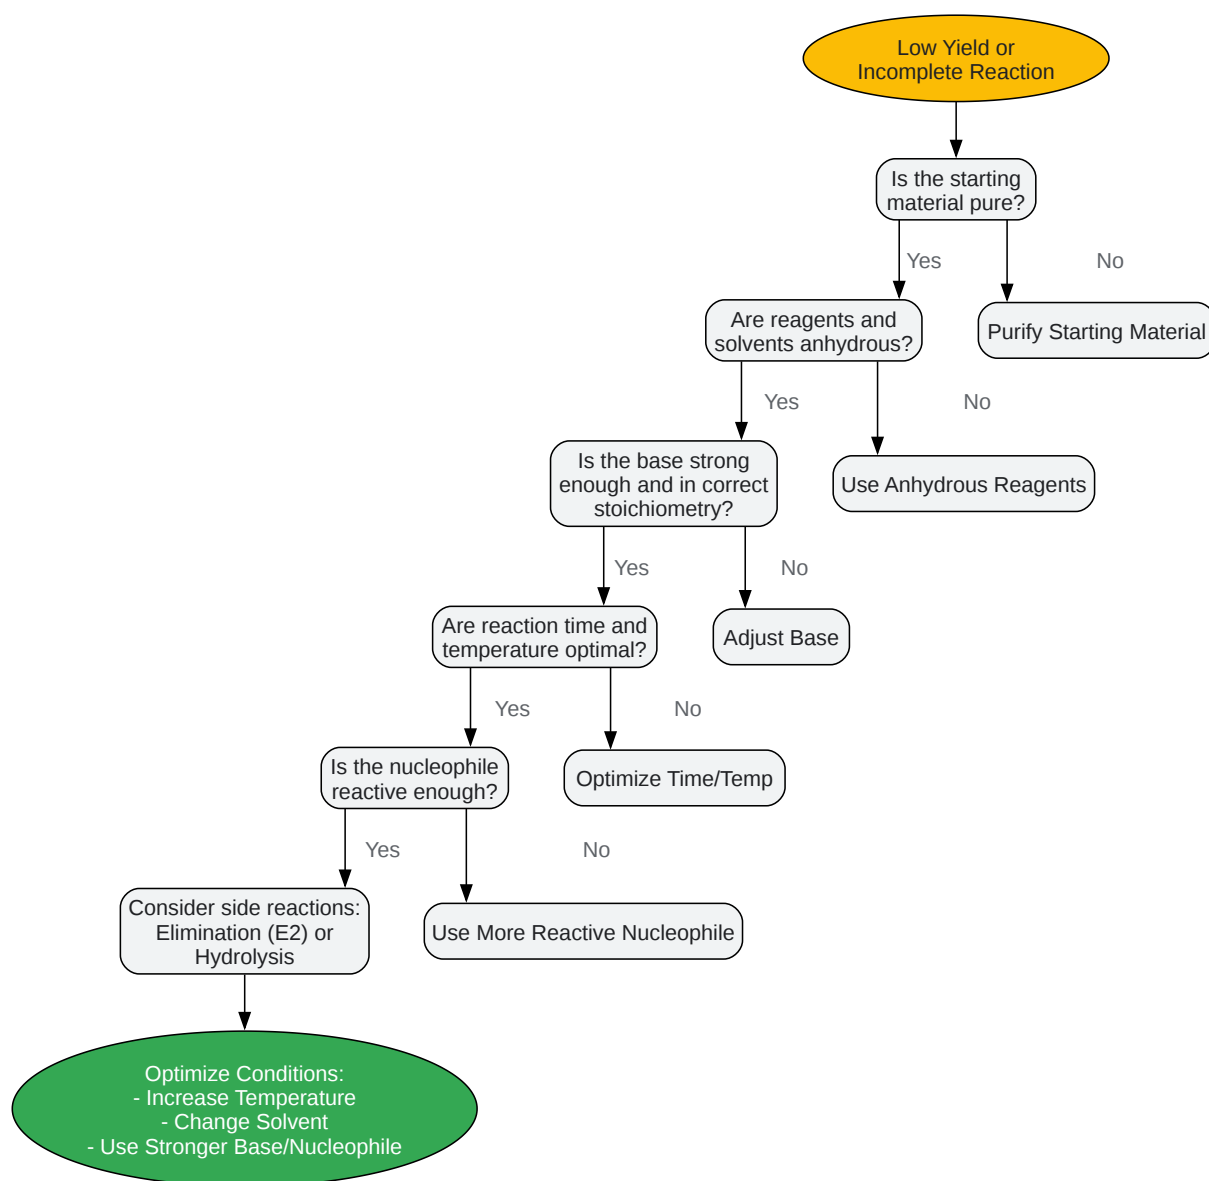 Low Yield or
Incomplete Reaction
Is the starting
material pure?
Yes
No
Are reagents and
solvents anhydrous?
Purify Starting Material
Yes
No
Is the base strong
enough and in correct
stoichiometry?
Use Anhydrous Reagents
Yes
No
Are reaction time and
temperature optimal?
Adjust Base
Yes
No
Is the nucleophile
reactive enough?
Optimize Time/Temp
Yes
No
Consider side reactions:
Elimination (E2) or
Hydrolysis
Use More Reactive Nucleophile
Optimize Conditions:
- Increase Temperature
- Change Solvent
- Use Stronger Base/Nucleophile